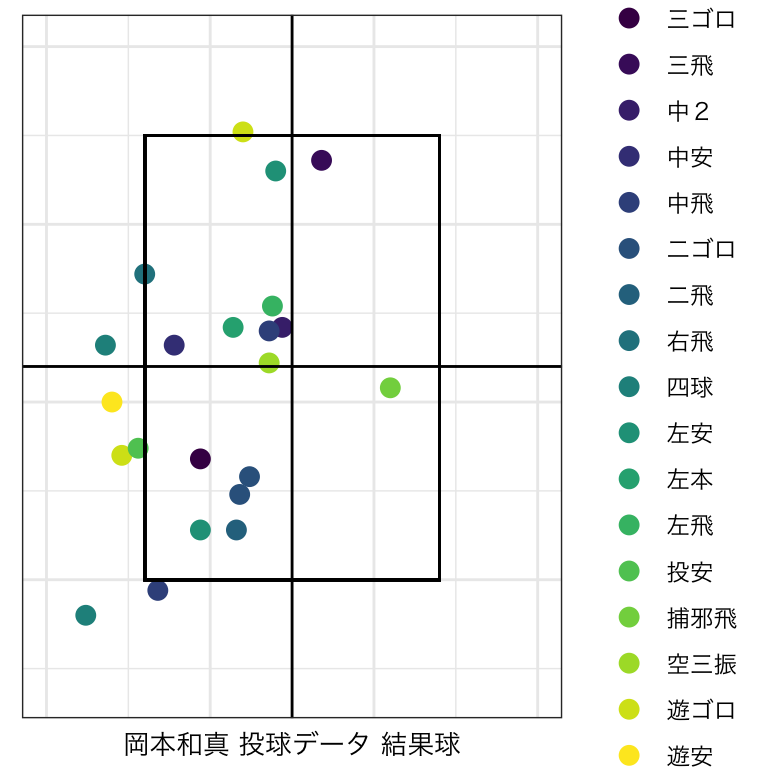 三ゴロ
三飛
中２
中安
中飛
二ゴロ
二飛
右飛
四球
左安
左本
左飛
投安
捕邪飛
空三振
遊ゴロ
遊安
岡本和真 投球データ 結果球